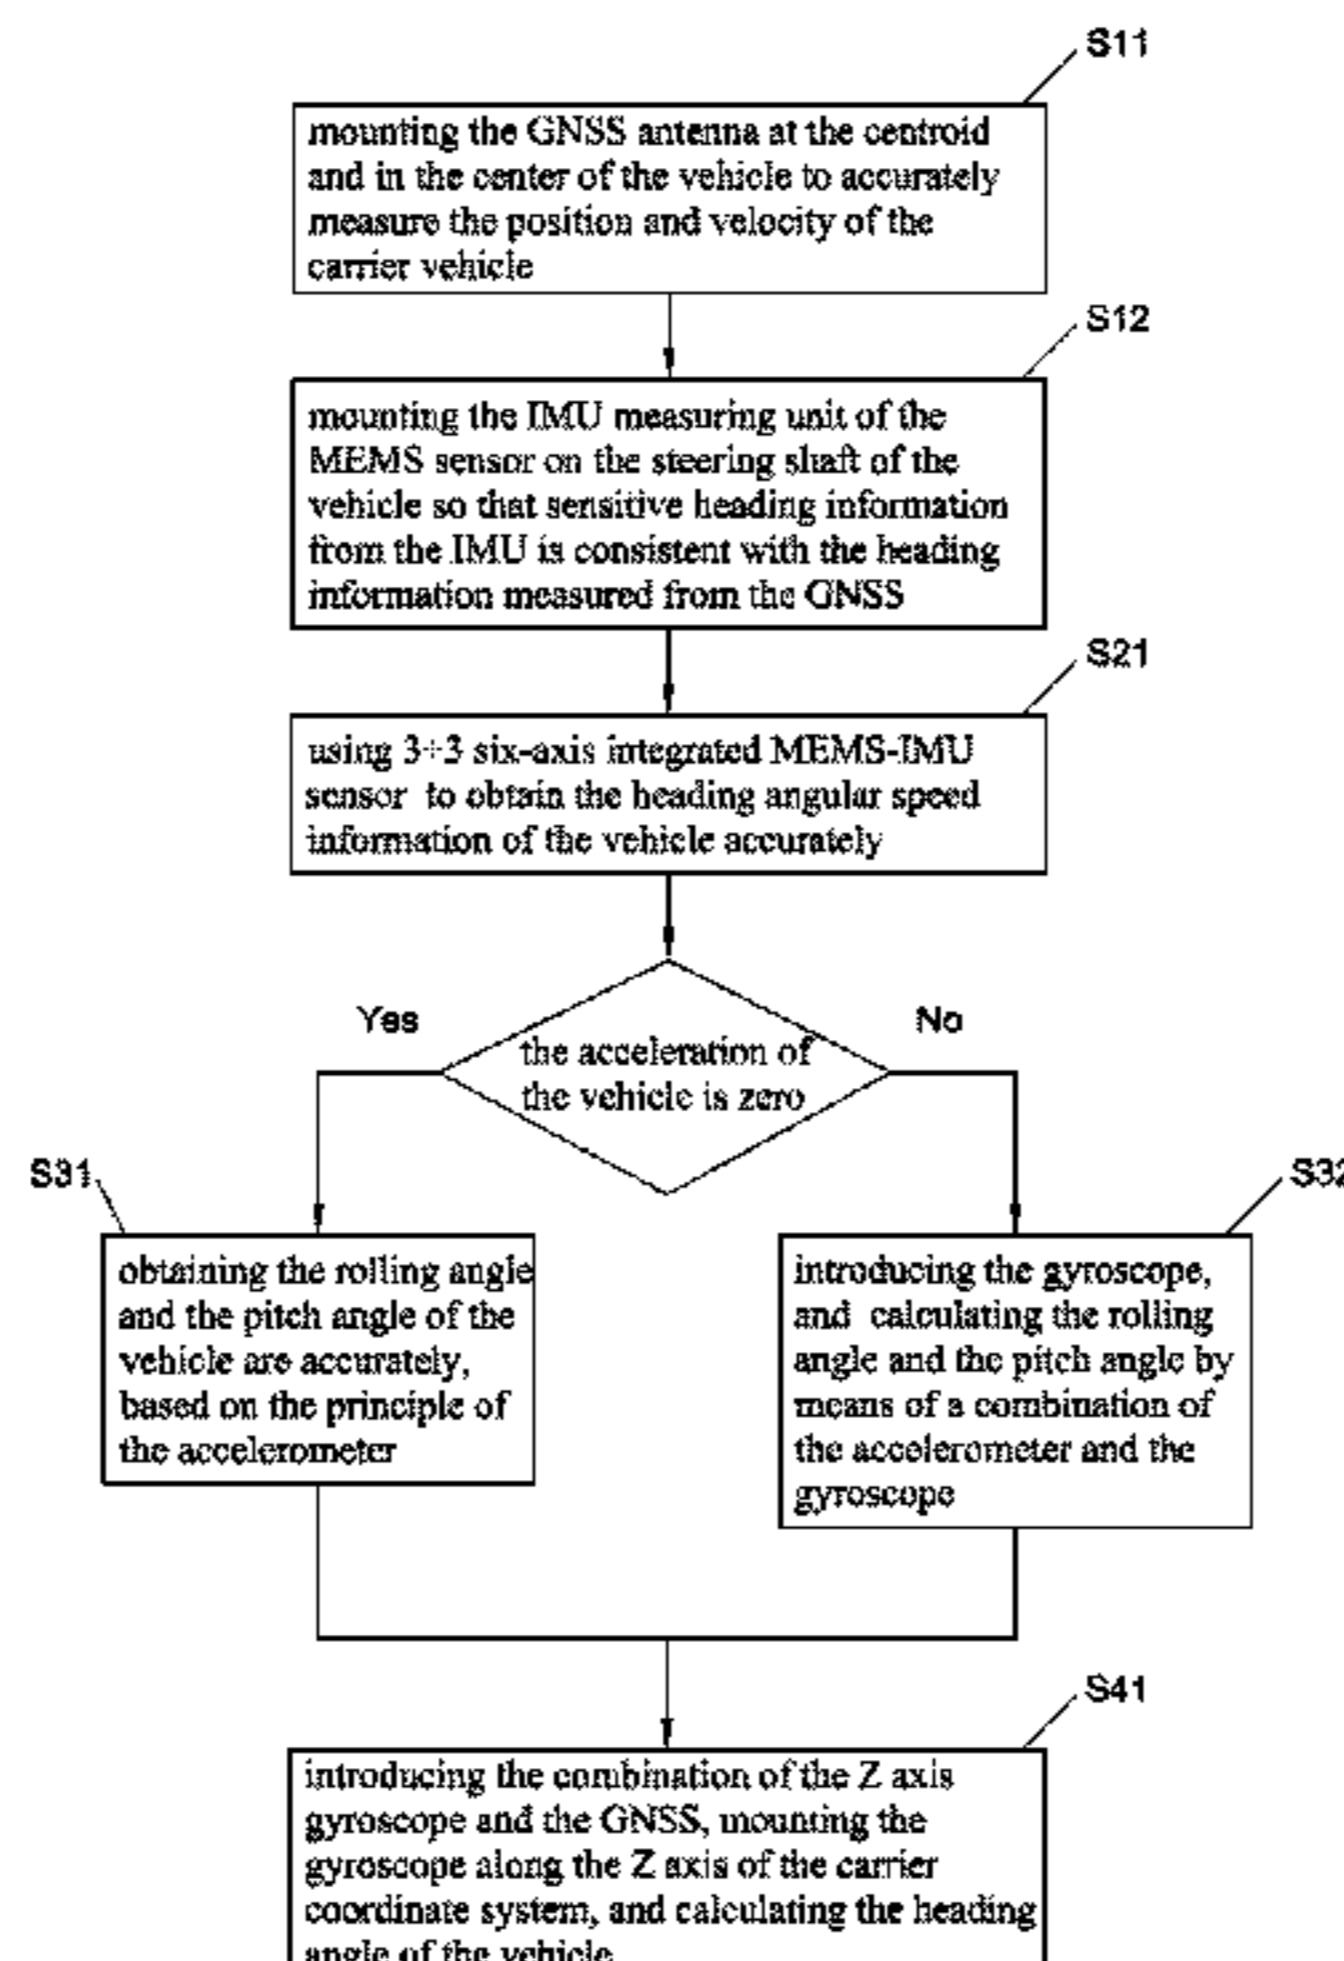 S11
mounting the GNSS antenna at the centroid
and in the center of the vehicle to accurately
measure the position and velocity of the
carrier vehicle
S12
mounting the IMU measuring unit of the
MEMS sensor on the steering shaft of the
vehicle so that sensitive heading information
from the IMU is consistent with the heading
information measured from the GNSS
S21
using 3+3 six-axis integrated MEMS-IMU
sensor to obtain the heading angular speed
information of the vehicle accurately
Yes
No
the acceleration of
the vehicle is zero
S31
S32
obtaining the rolling angle
and the pitch angle of the
vehicle are accurately,
based on the principle of
the accelerometer
introducing the gyroscope,
and calculating the rolling
angle and the pitch angle by
means of a combination of
the accelerometer and the
gyroscope
S41
introducing the combination of the Z axis
gyroscope and the GNSS, mounting the
gyroscope along the Z axis of the carrier
coordinate system, and calculating the heading
angle of the vehicle